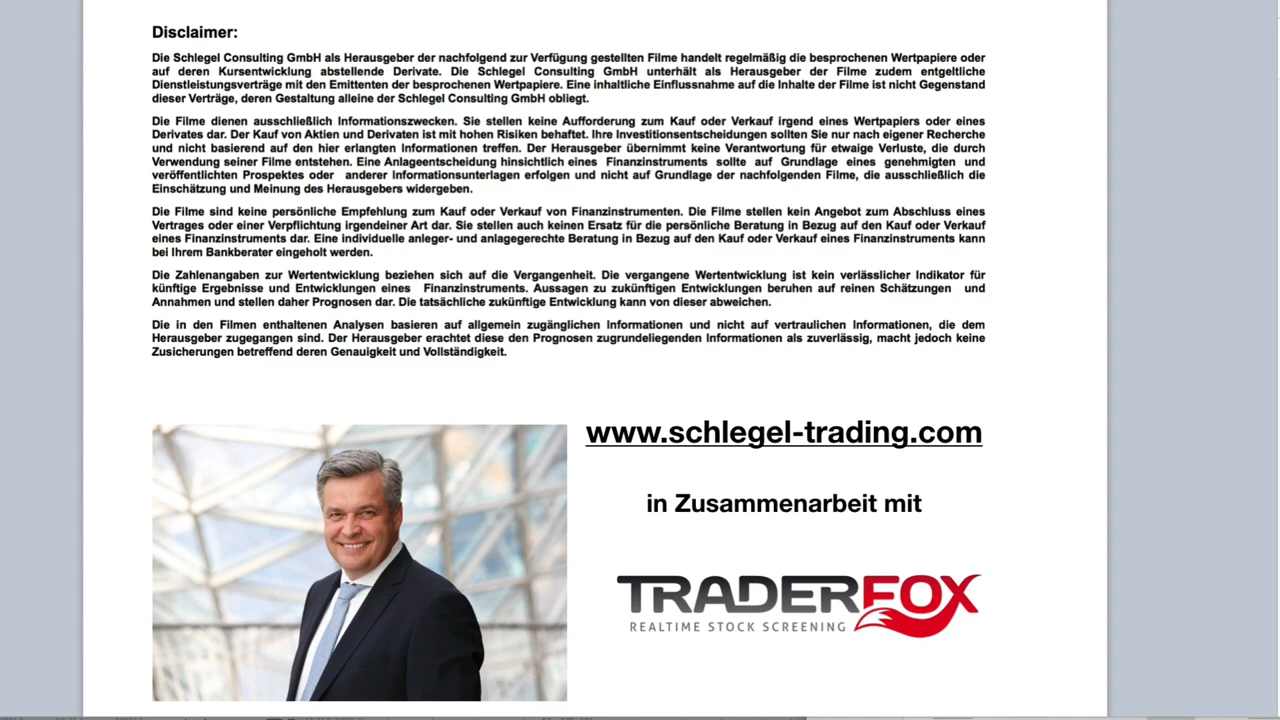 Disclaimer:
Die Schlegel Consulting GmbH als Herausgeber der nachfolgend zur Verfügung gestellten Filme handelt regelmäßig die besprochenen Wertpapiere oder
auf deren Kursentwicklung abstellende Derivate. Die Schlegel Consulting GmbH unterhält als Herausgeber der Filme zudem entgeltliche
Dienstleistungsverträge mit den Emittenten der besprochenen Wertpapiere. Eine inhaltliche Einflussnahme auf die Inhalte der Filme ist nicht Gegenstand
dieser Verträge, deren Gestaltung alleine der Schlegel Consulting GmbH obliegt.
Die Filme dienen ausschließlich Informationszwecken. Sie stellen keine Aufforderung zum Kauf oder Verkauf irgend eines Wertpapiers oder eines
Derivates dar. Der Kauf von Aktien und Derivaten ist mit hohen Risiken behaftet. Ihre Investitionsentscheidungen sollten Sie nur nach eigener Recherche
und nicht basierend auf den hier erlangten Informationen treffen. Der Herausgeber übernimmt keine Verantwortung für etwaige Verluste, die durch
Verwendung seiner Filme entstehen. Eine Anlageentscheidung hinsichtlich eines Finanzinstruments sollte auf Grundlage eines genehmigten und
veröffentlichten Prospektes oder anderer Informationsunterlagen erfolgen und nicht auf Grundlage der nachfolgenden Filme, die ausschließlich die
Einschätzung und Meinung des Herausgebers widergeben.
Die Filme sind keine persönliche Empfehlung zum Kauf oder Verkauf von Finanzinstrumenten. Die Filme stellen kein Angebot zum Abschluss eines
Vertrages oder einer Verpflichtung irgendeiner Art dar. Sie stellen auch keinen Ersatz für die persönliche Beratung in Bezug auf den Kauf oder Verkauf
eines Finanzinstruments dar. Eine individuelle anleger- und anlagegerechte Beratung in Bezug auf den Kauf oder Verkauf eines Finanzinstruments kann
bei Ihrem Bankberater eingeholt werden.
Die Zahlenangaben zur Wertentwicklung beziehen sich auf die Vergangenheit. Die vergangene Wertentwicklung ist kein verlässlicher Indikator für
künftige Ergebnisse und Entwicklungen eines Finanzinstruments. Aussagen zu zukünftigen Entwicklungen beruhen auf reinen Schätzungen und
Annahmen und stellen daher Prognosen dar. Die tatsächliche zukünftige Entwicklung kann von dieser abweichen.
Die in den Filmen enthaltenen Analysen basieren auf allgemein zugänglichen Informationen und nicht auf vertraulichen Informationen, die dem
Herausgeber zugegangen sind. Der Herausgeber erachtet diese den Prognosen zugrundeliegenden Informationen als zuverlässig, macht jedoch keine
Zusicherungen betreffend deren Genauigkeit und Vollständigkeit.
www.schlegel-trading.com
in Zusammenarbeit mit
TRADERFOX
REALTIME STOCK SCREENING